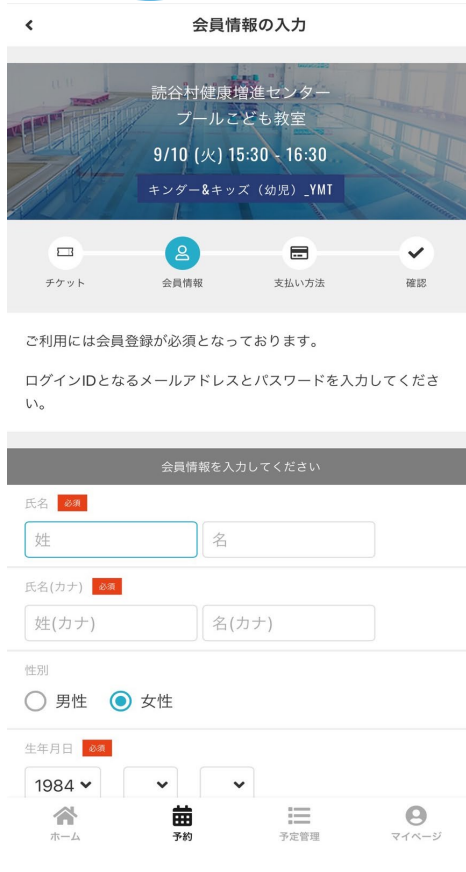 会員情報の入力
読谷村健康増進センター
プールこども教室
9/10 (火) 15:30 - 16:30
キンダー&キッズ（幼児）_YMT
チケット 会員情報 支払い方法 確認
ご利用には会員登録が必須となっております。
ログインIDとなるメールアドレスとパスワードを入力してくださ
い。
会員情報を入力してください
氏名 必須
姓 名
氏名(カナ) 必須
姓(カナ) 名(カナ)
性別
男性 女性
生年月日 必須
1984
ホーム 予約 予定管理 マイページ